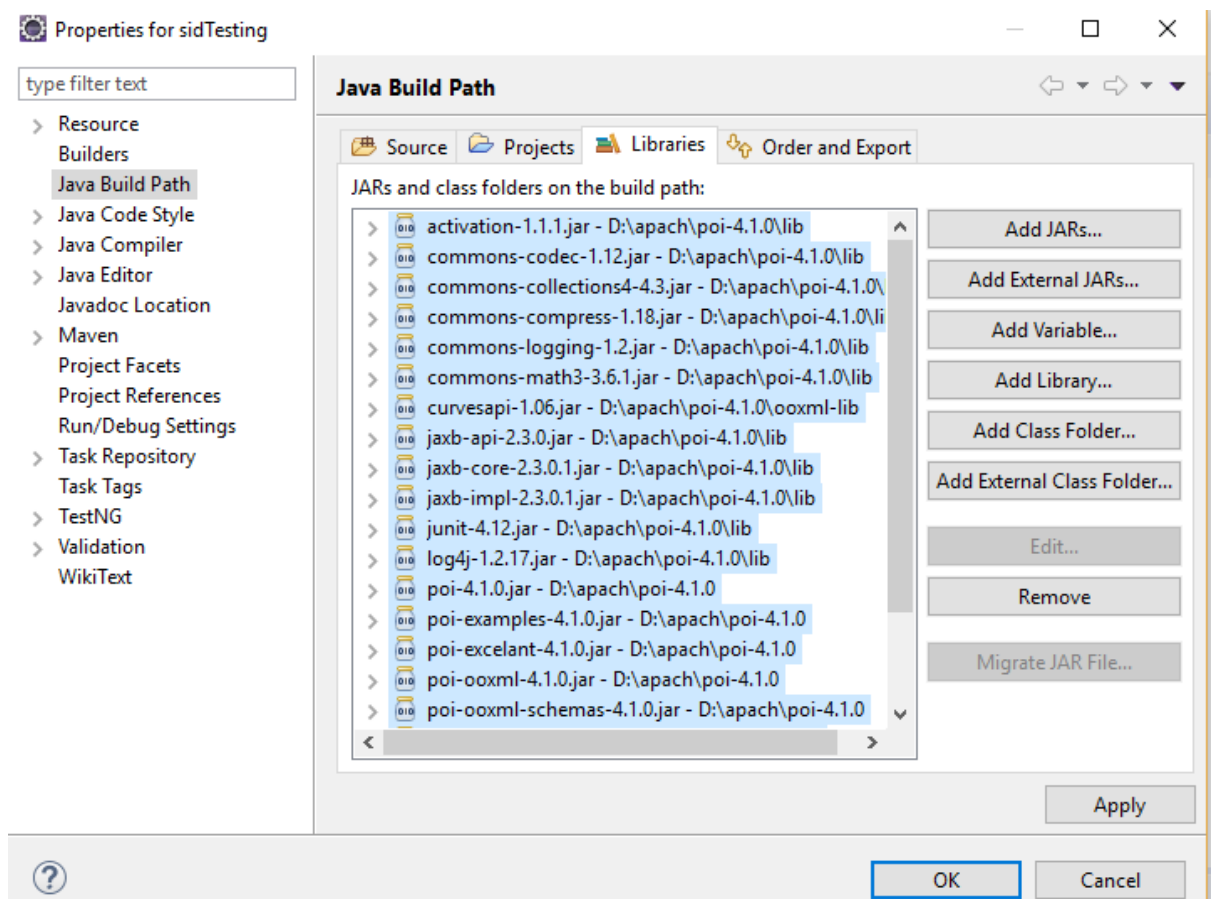 Properties for sidTesting
type filter text
Resource
Builders
Java Build Path
Java Code Style
Java Compiler
Java Editor
Javadoc Location
Maven
Project Facets
Project References
Run/Debug Settings
Task Repository
Task Tags
TestNG
Validation
WikiText
Java Build Path
Source Projects Libraries Order and Export
JARs and class folders on the build path:
activation-1.1.1.jar - D:\apach\poi-4.1.0\lib
commons-codec-1.12.jar - D:\apach\poi-4.1.0\lib
commons-collections4-4.3.jar - D:\apach\poi-4.1.0\
commons-compress-1.18.jar - D:\apach\poi-4.1.0\li
commons-logging-1.2.jar - D:\apach\poi-4.1.0\lib
commons-math3-3.6.1.jar - D:\apach\poi-4.1.0\lib
curvesapi-1.06.jar - D:\apach\poi-4.1.0\ooxml-lib
jaxb-api-2.3.0.jar - D:\apach\poi-4.1.0\lib
jaxb-core-2.3.0.1.jar - D:\apach\poi-4.1.0\lib
jaxb-impl-2.3.0.1.jar - D:\apach\poi-4.1.0\lib
junit-4.12.jar - D:\apach\poi-4.1.0\lib
log4j-1.2.17.jar - D:\apach\poi-4.1.0\lib
poi-4.1.0.jar - D:\apach\poi-4.1.0
poi-examples-4.1.0.jar - D:\apach\poi-4.1.0
poi-excelant-4.1.0.jar - D:\apach\poi-4.1.0
poi-ooxml-4.1.0.jar - D:\apach\poi-4.1.0
poi-ooxml-schemas-4.1.0.jar - D:\apach\poi-4.1.0
Add JARs...
Add External JARs...
Add Variable...
Add Library...
Add Class Folder...
Add External Class Folder...
Edit...
Remove
Migrate JAR File...
Apply
OK
Cancel